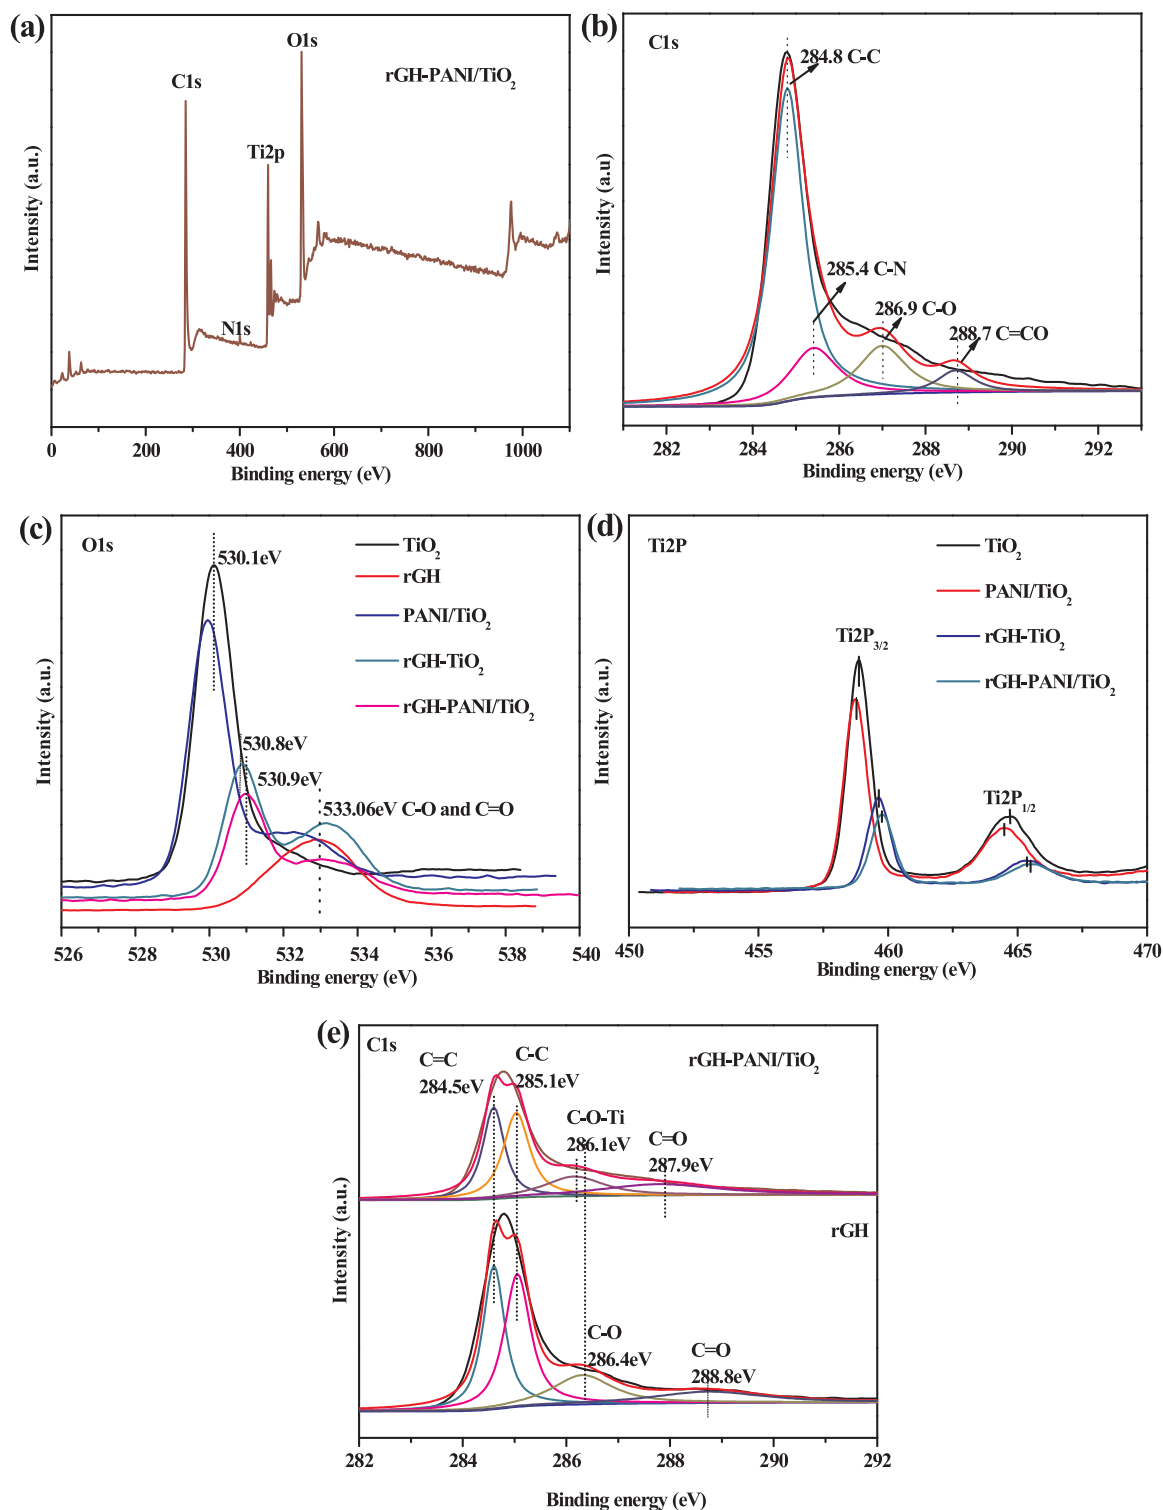 (a)
O1s
C1s
rGH-PANI/TiO₂
Ti2p
N1s
Intensity (a.u.)
0 200 400 600 800 1000
Binding energy (eV)
(b)
C1s
284.8 C-C
285.4 C-N
286.9 C-O
288.7 C=CO
Intensity (a.u)
282 284 286 288 290 292
Binding energy (eV)
(c)
O1s
530.1eV
TiO₂
rGH
PANI/TiO₂
rGH-TiO₂
rGH-PANI/TiO₂
530.8eV
530.9eV
533.06eV C-O and C=O
Intensity (a.u.)
526 528 530 532 534 536 538 540
Binding energy (eV)
(d)
Ti2P
TiO₂
PANI/TiO₂
rGH-TiO₂
rGH-PANI/TiO₂
Ti2P₃/₂
Ti2P₁/₂
Intensity (a.u.)
450 455 460 465 470
Binding energy (eV)
(e)
C1s
C=C
284.5eV
C-C
285.1eV
rGH-PANI/TiO₂
C-O-Ti
286.1eV
C=O
287.9eV
rGH
C-O
286.4eV
C=O
288.8eV
Intensity (a.u.)
282 284 286 288 290 292
Binding energy (eV)